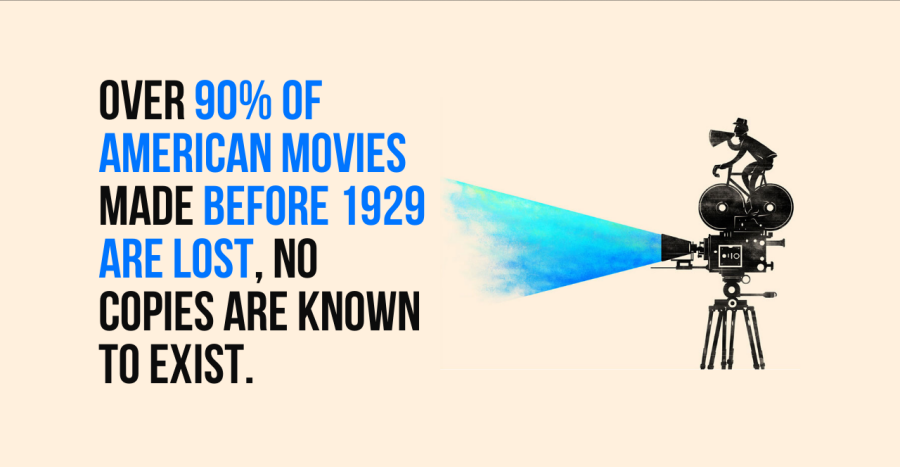 OVER 90% OF
AMERICAN MOVIES
MADE BEFORE 1929
ARE LOST, NO
COPIES ARE KNOWN
TO EXIST.